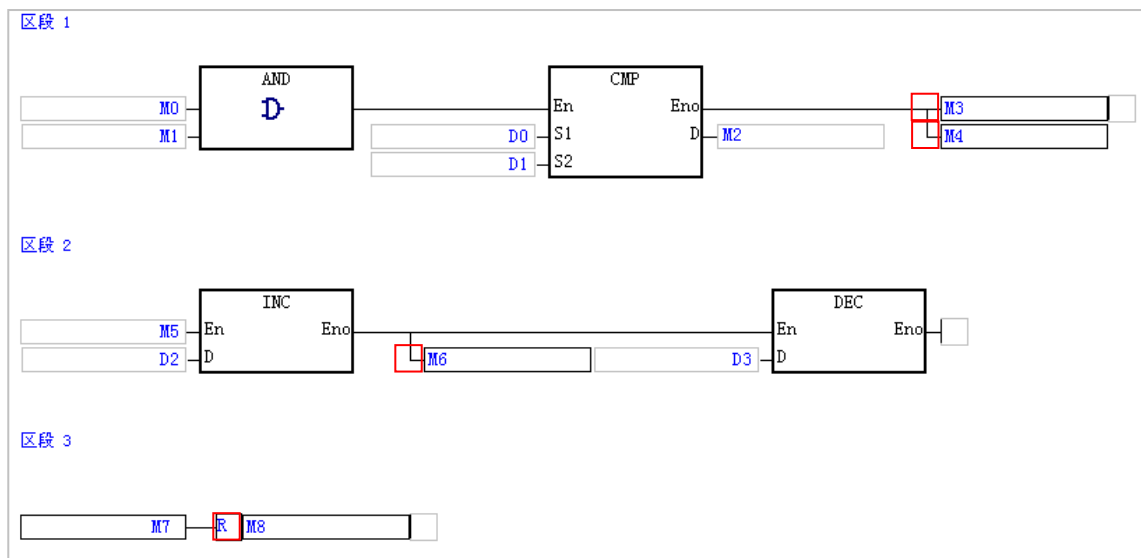 区段 1
AND CMP
M0 En Eno M3
M1 D0 S1 D M2 M4
D1 S2
区段 2
INC DEC
M5 En Eno En Eno
D2 D M6 D3 D
区段 3
M7 R M8